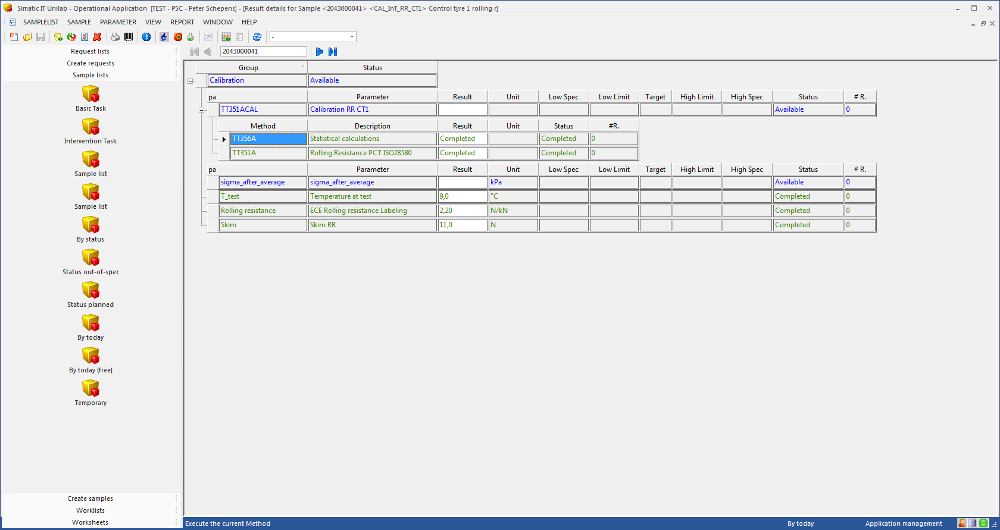 Simatic IT Unilab - Operational Application [TEST - PSC - Peter Schepens] - [Result details for Sample <2043000041> <CAL_InT_RR_CT1> Control tyre 1 rolling r]
SAMPLELIST SAMPLE PARAMETER VIEW REPORT WINDOW HELP
-
Request lists
Create requests
Sample lists
Basic Task
Intervention Task
Sample list
Sample list
By status
Status out-of-spec
Status planned
By today
By today (free)
Temporary
Create samples
Worklists
Worksheets
2043000041
Group Status
Calibration Available
pa Parameter Result Unit Low Spec Low Limit Target High Limit High Spec Status # R.
TT351ACAL Calibration RR CT1 Available 0
Method Description Result Unit Status #R.
TT356A Statistical calculations Completed Completed 0
TT351A Rolling Resistance PCT ISO28580 Completed Completed 0
pa Parameter Result Unit Low Spec Low Limit Target High Limit High Spec Status # R.
sigma_after_average sigma_after_average kPa Available 0
T_test Temperature at test 9,0 °C Completed 0
Rolling resistance ECE Rolling resistance Labeling 2,20 N/kN Completed 0
Skim Skim RR 11,0 N Completed 0
Execute the current Method By today Application management